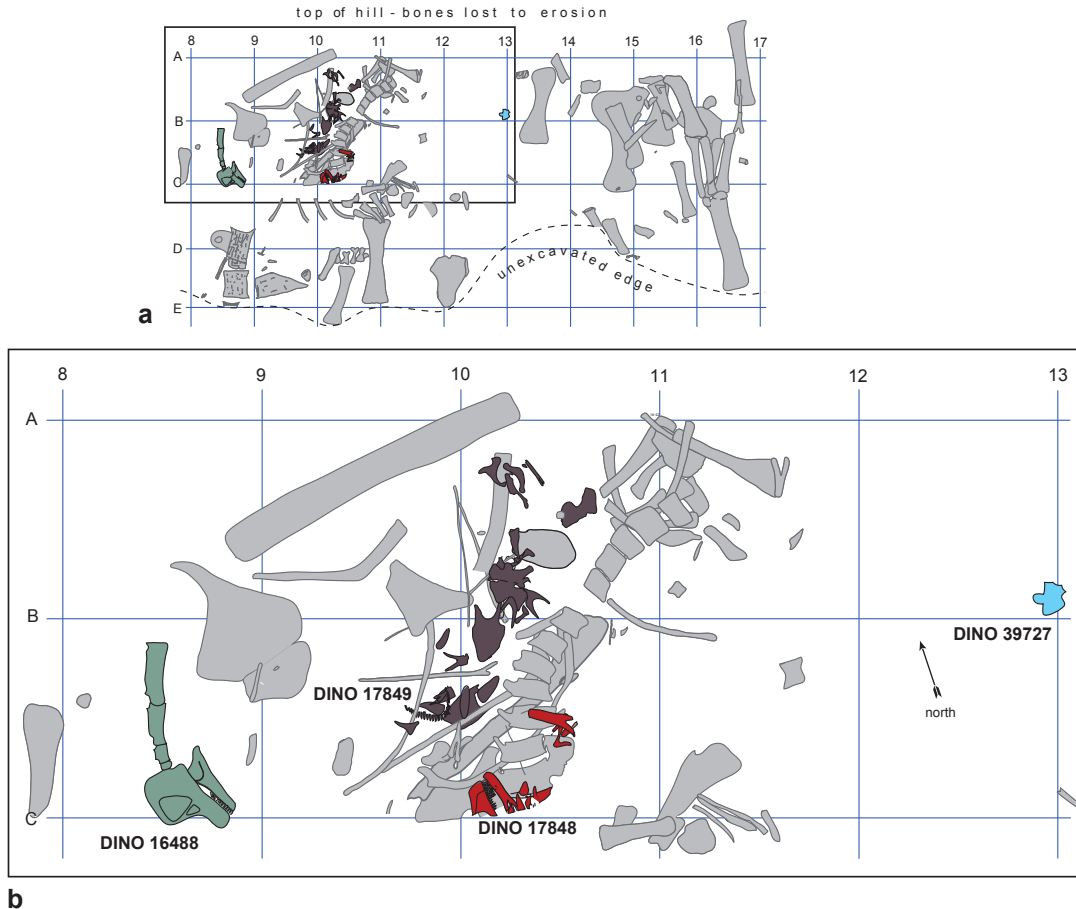 top of hill - bones lost to erosion
8 9 10 11 12 13 14 15 16 17
A
B
C
D
E
unexcavated edge
a
8 9 10 11 12 13
A
B
DINO 39727
DINO 17849
north
C
DINO 17848
DINO 16488
b